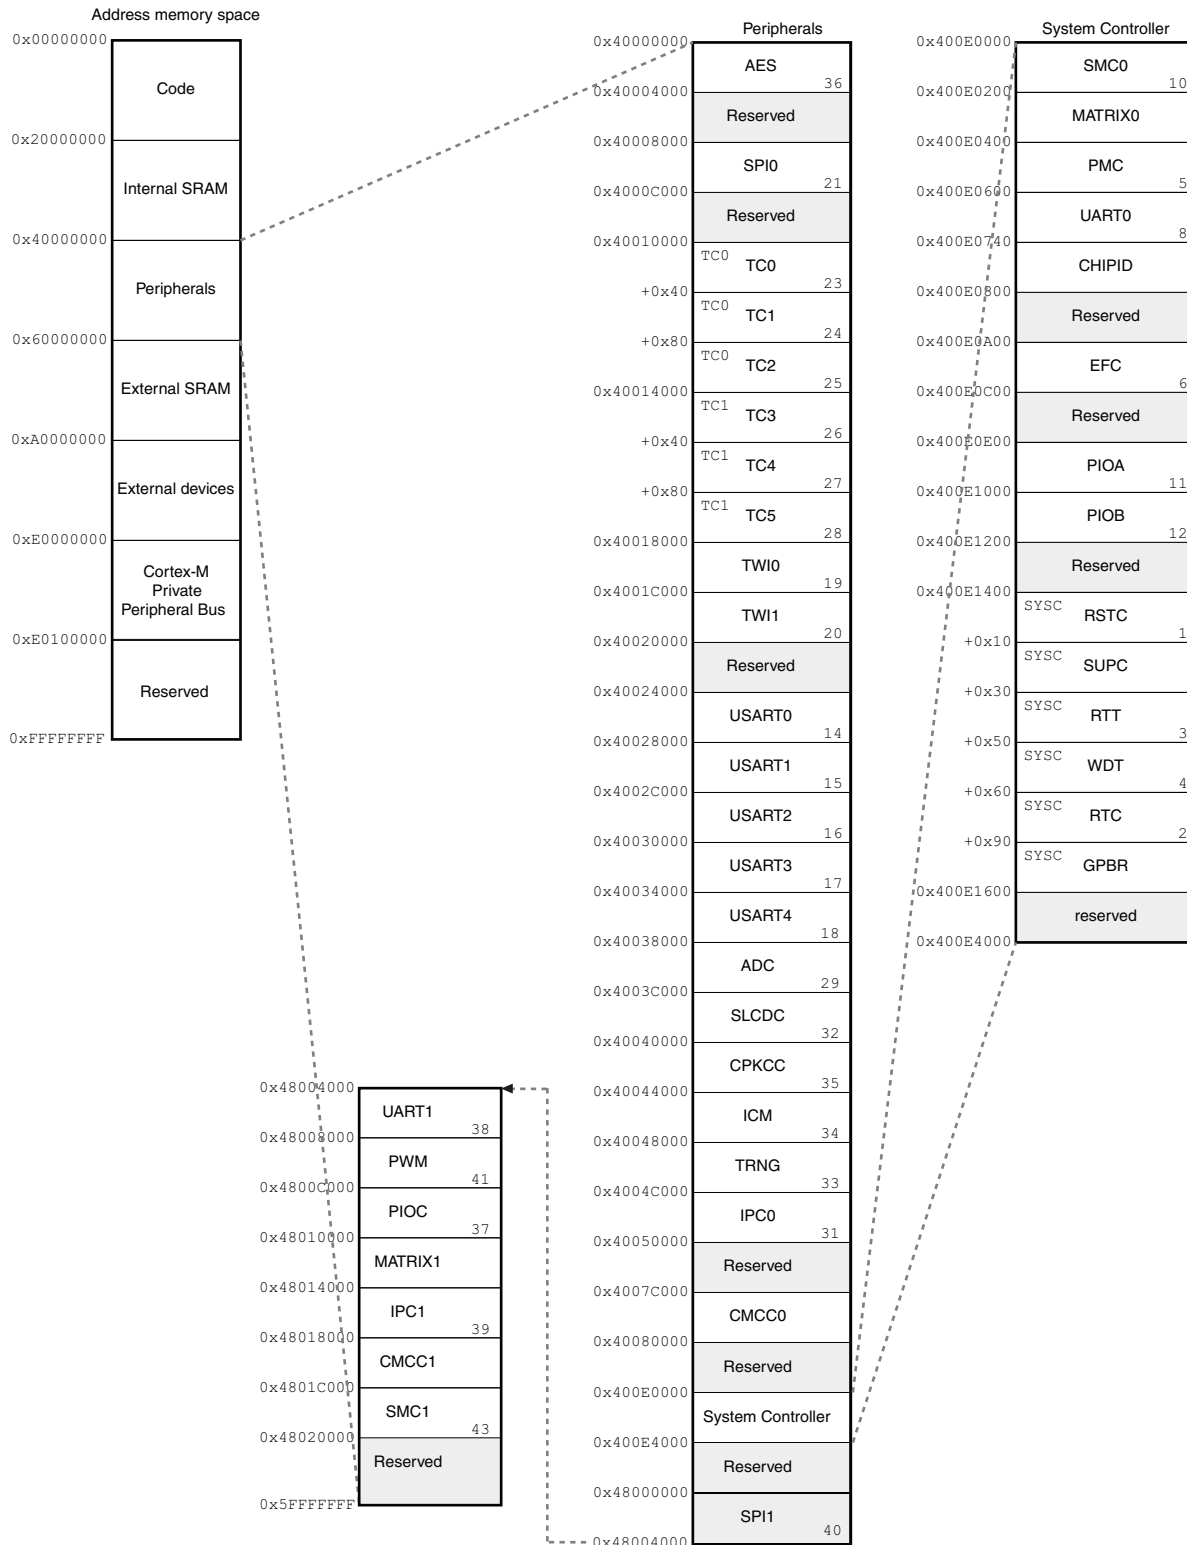 Address memory space
0x00000000
Code
0x20000000
Internal SRAM
0x40000000
Peripherals
0x60000000
External SRAM
0xA0000000
External devices
0xE0000000
Cortex-M
Private
Peripheral Bus
0xE0100000
Reserved
0xFFFFFFFF
0x48004000
UART1
38
0x48008000
PWM
41
0x4800C000
PIOC
37
0x48010000
MATRIX1
0x48014000
IPC1
39
0x48018000
CMCC1
0x4801C000
SMC1
43
0x48020000
Reserved
0x5FFFFFFF
Peripherals
0x40000000
AES
36
0x40004000
Reserved
0x40008000
SPI0
21
0x4000C000
Reserved
0x40010000
TC0
TC0
23
+0x40
TC0
TC1
24
+0x80
TC0
TC2
25
0x40014000
TC1
TC3
26
+0x40
TC1
TC4
27
+0x80
TC1
TC5
28
0x40018000
TWI0
19
0x4001C000
TWI1
20
0x40020000
Reserved
0x40024000
USART0
14
0x40028000
USART1
15
0x4002C000
USART2
16
0x40030000
USART3
17
0x40034000
USART4
18
0x40038000
ADC
29
0x4003C000
SLCDC
32
0x40040000
CPKCC
35
0x40044000
ICM
34
0x40048000
TRNG
33
0x4004C000
IPC0
31
0x40050000
Reserved
0x4007C000
CMCC0
0x40080000
Reserved
0x400E0000
System Controller
0x400E4000
Reserved
0x48000000
SPI1
40
0x48004000
System Controller
0x400E0000
SMC0
10
0x400E0200
MATRIX0
0x400E0400
PMC
5
0x400E0600
UART0
8
0x400E0740
CHIPID
0x400E0800
Reserved
0x400E0A00
EFC
6
0x400E0C00
Reserved
0x400E0E00
PIOA
11
0x400E1000
PIOB
12
0x400E1200
Reserved
0x400E1400
SYSC
RSTC
1
+0x10
SYSC
SUPC
+0x30
SYSC
RTT
3
+0x50
SYSC
WDT
4
+0x60
SYSC
RTC
2
+0x90
SYSC
GPBR
0x400E1600
reserved
0x400E4000